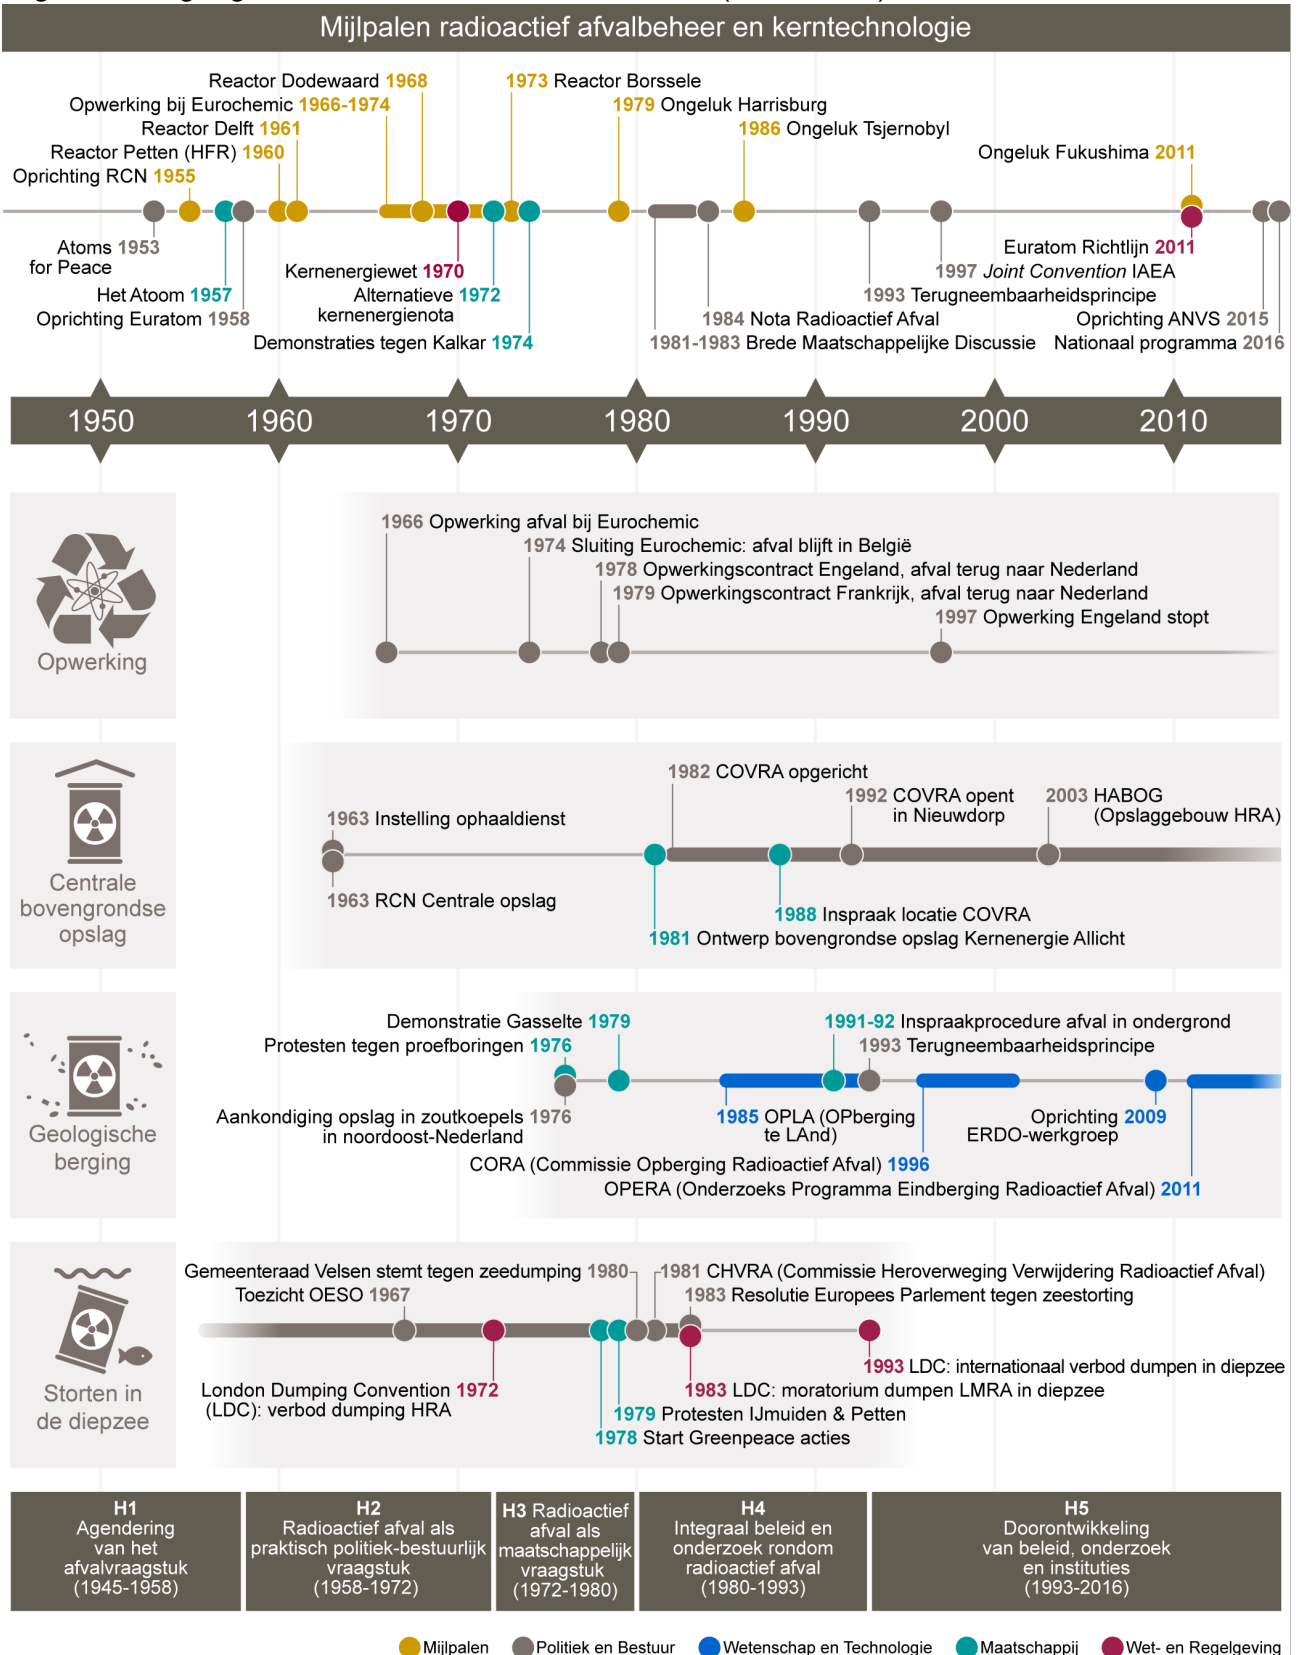 Mijlpalen radioactief afvalbeheer en kerntechnologie
Reactor Dodewaard 1968
1973 Reactor Borssele
Opwerking bij Eurochemic 1966-1974
1979 Ongeluk Harrisburg
Reactor Delft 1961
1986 Ongeluk Tsjernobyl
Reactor Petten (HFR) 1960
Ongeluk Fukushima 2011
Oprichting RCN 1955
Atoms 1953
for Peace
Euratom Richtlijn 2011
Kernenergiewet 1970
1997 Joint Convention IAEA
Het Atoom 1957
Alternatieve 1972
kernenergienota
1993 Terugneembaarheidsprincipe
Oprichting Euratom 1958
1984 Nota Radioactief Afval
Oprichting ANVS 2015
Demonstraties tegen Kalkar 1974
1981-1983 Brede Maatschappelijke Discussie
Nationaal programma 2016
1950
1960
1970
1980
1990
2000
2010
Opwerking
1966 Opwerking afval bij Eurochemic
1974 Sluiting Eurochemic: afval blijft in België
1978 Opwerkingscontract Engeland, afval terug naar Nederland
1979 Opwerkingscontract Frankrijk, afval terug naar Nederland
1997 Opwerking Engeland stopt
Centrale
bovengrondse
opslag
1982 COVRA opgericht
1992 COVRA opent
in Nieuwdorp
2003 HABOG
(Opslaggebouw HRA)
1963 Instelling ophaaldienst
1963 RCN Centrale opslag
1988 Inspraak locatie COVRA
1981 Ontwerp bovengrondse opslag Kernenergie Allicht
Geologische
berging
Demonstratie Gasselte 1979
1991-92 Inspraakprocedure afval in ondergrond
Protesten tegen proefboringen 1976
1993 Terugneembaarheidsprincipe
Aankondiging opslag in zoutkoepels 1976
in noordoost-Nederland
1985 OPLA (OPberging
te LAnd)
Oprichting 2009
ERDO-werkgroep
CORA (Commissie Opberging Radioactief Afval) 1996
OPERA (Onderzoeks Programma Eindberging Radioactief Afval) 2011
Storten in
de diepzee
Gemeenteraad Velsen stemt tegen zeedumping 1980
1981 CHVRA (Commissie Heroverweging Verwijdering Radioactief Afval)
Toezicht OESO 1967
1983 Resolutie Europees Parlement tegen zeestorting
1993 LDC: internationaal verbod dumpen in diepzee
London Dumping Convention 1972
(LDC): verbod dumping HRA
1983 LDC: moratorium dumpen LMRA in diepzee
1979 Protesten IJmuiden & Petten
1978 Start Greenpeace acties
H1
Agendering
van het
afvalvraagstuk
(1945-1958)
H2
Radioactief afval als
praktisch politiek-bestuurlijk
vraagstuk
(1958-1972)
H3 Radioactief
afval als
maatschappelijk
vraagstuk
(1972-1980)
H4
Integraal beleid en
onderzoek rondom
radioactief afval
(1980-1993)
H5
Doorontwikkeling
van beleid, onderzoek
en instituties
(1993-2016)
Mijlpalen
Politiek en Bestuur
Wetenschap en Technologie
Maatschappij
Wet- en Regelgeving